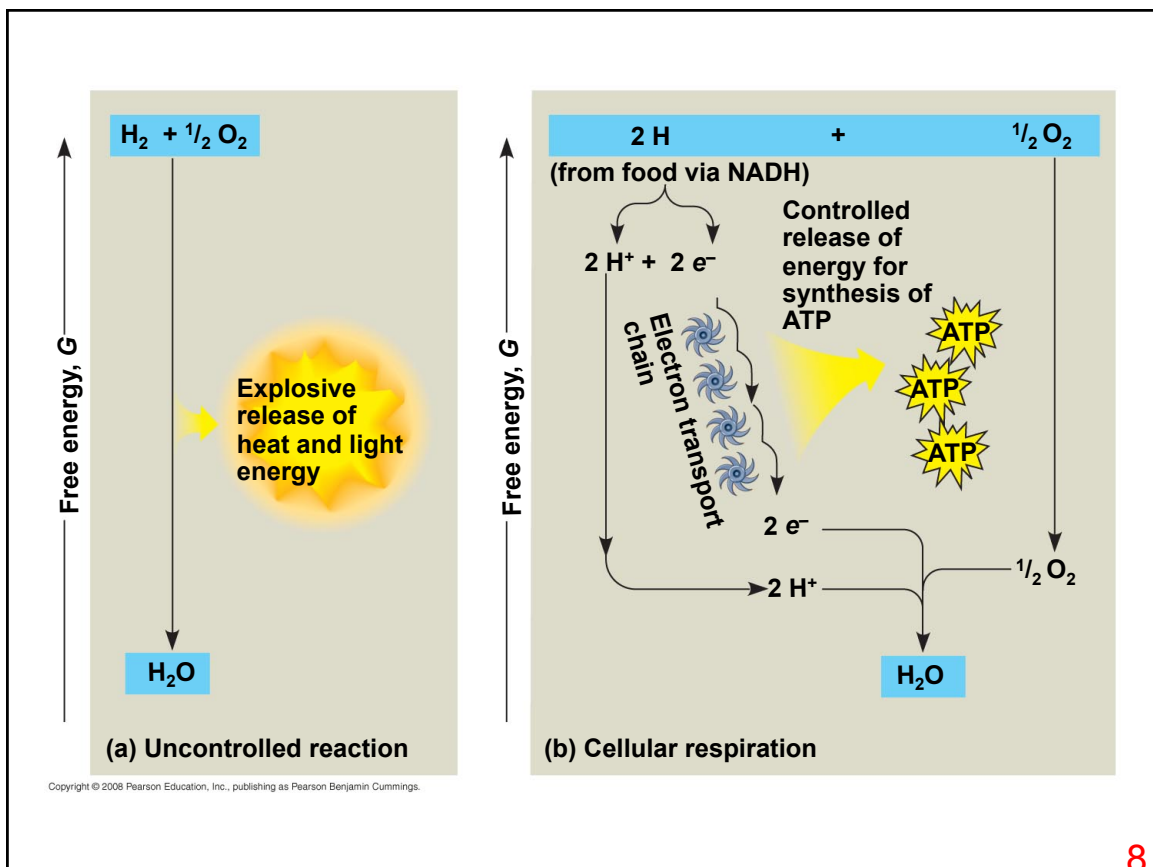 H₂ + ¹/₂ O₂
Free energy, G
Explosive
release of
heat and light
energy
H₂O
(a) Uncontrolled reaction
2 H + ¹/₂ O₂
(from food via NADH)
Free energy, G
2 H⁺ + 2 e⁻
Controlled
release of
energy for
synthesis of
ATP
Electron transport
chain
ATP
ATP
ATP
2 e⁻
2 H⁺
¹/₂ O₂
H₂O
(b) Cellular respiration
Copyright © 2008 Pearson Education, Inc., publishing as Pearson Benjamin Cummings.
8